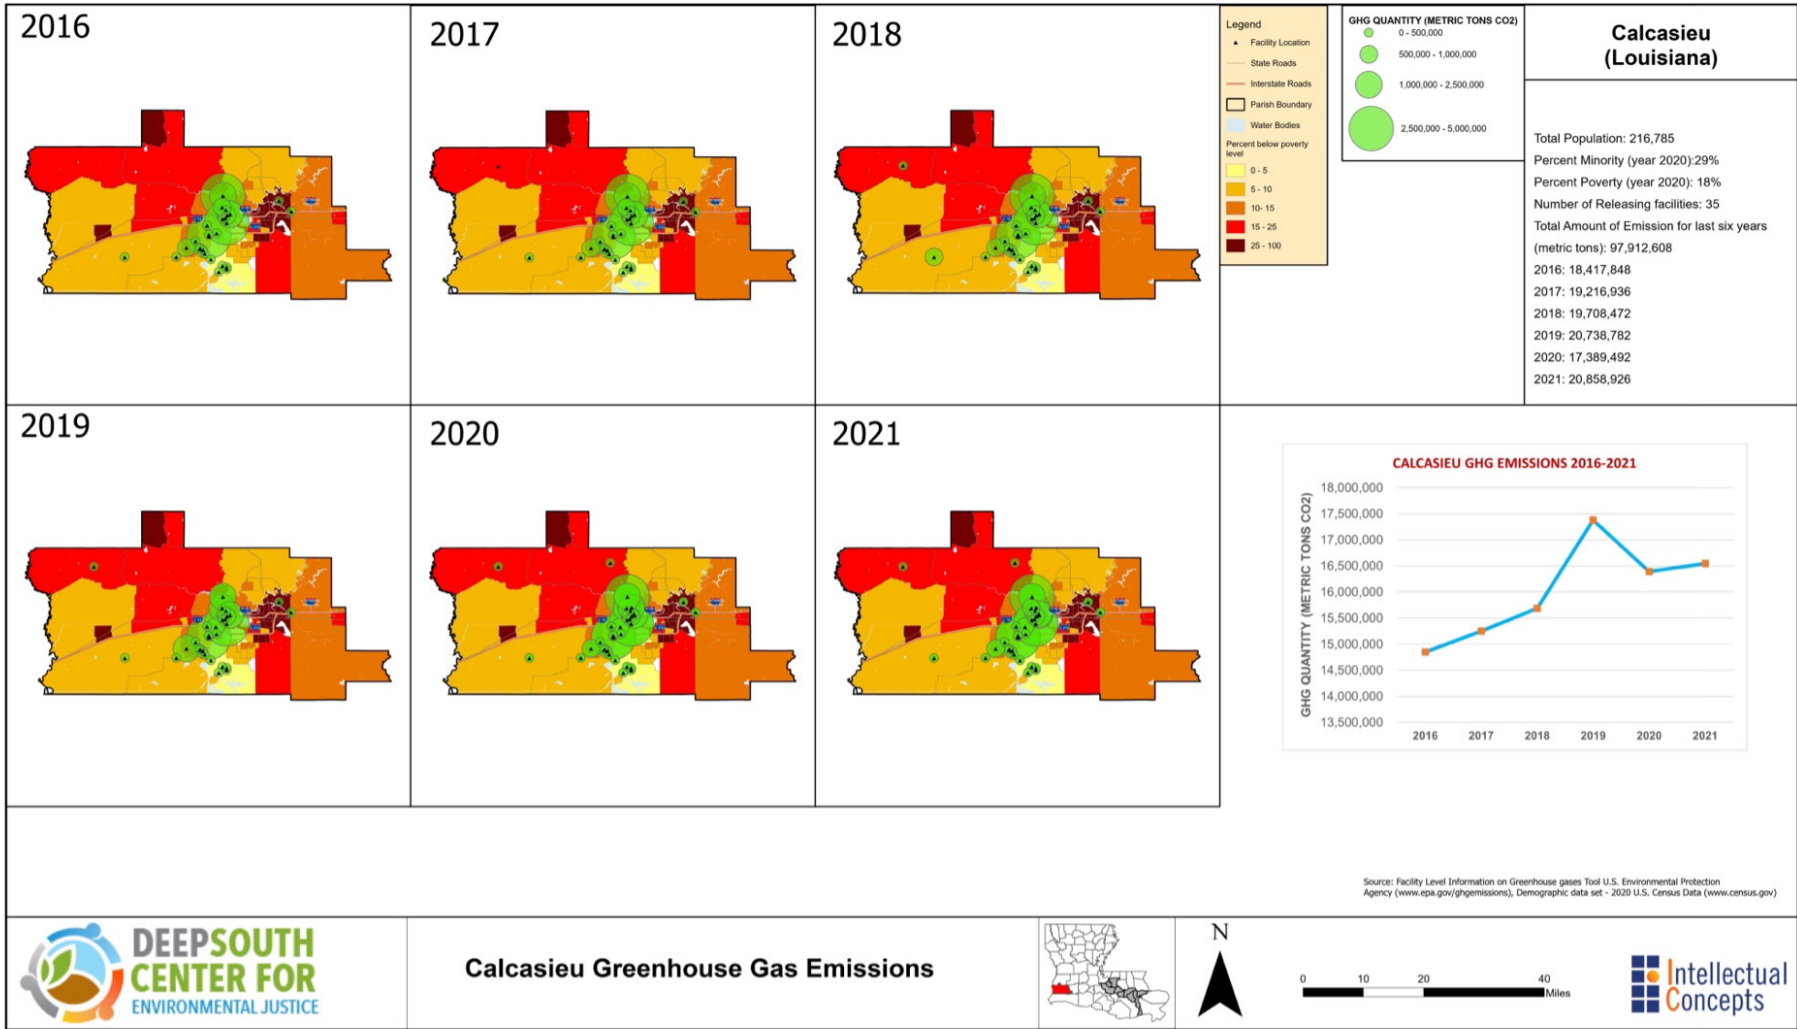 2016
2017
2018
Legend
Facility Location
State Roads
Interstate Roads
Parish Boundary
Water Bodies
Percent below poverty
level
0 - 5
5 - 10
10- 15
15 - 25
25 - 100
GHG QUANTITY (METRIC TONS CO2)
0 - 500,000
500,000 - 1,000,000
1,000,000 - 2,500,000
2,500,000 - 5,000,000
Calcasieu
(Louisiana)
Total Population: 216,785
Percent Minority (year 2020):29%
Percent Poverty (year 2020): 18%
Number of Releasing facilities: 35
Total Amount of Emission for last six years
(metric tons): 97,912,608
2016: 18,417,848
2017: 19,216,936
2018: 19,708,472
2019: 20,738,782
2020: 17,389,492
2021: 20,858,926
2019
2020
2021
CALCASIEU GHG EMISSIONS 2016-2021
GHG QUANTITY (METRIC TONS CO2)
18,000,000
17,500,000
17,000,000
16,500,000
16,000,000
15,500,000
15,000,000
14,500,000
14,000,000
13,500,000
2016 2017 2018 2019 2020 2021
Source: Facility Level Information on Greenhouse gases Tool U.S. Environmental Protection
Agency (www.epa.gov/ghgemissions), Demographic data set - 2020 U.S. Census Data (www.census.gov)
DEEPSOUTH
CENTER FOR
ENVIRONMENTAL JUSTICE
Calcasieu Greenhouse Gas Emissions
N
0 10 20 40
Miles
Intellectual
Concepts